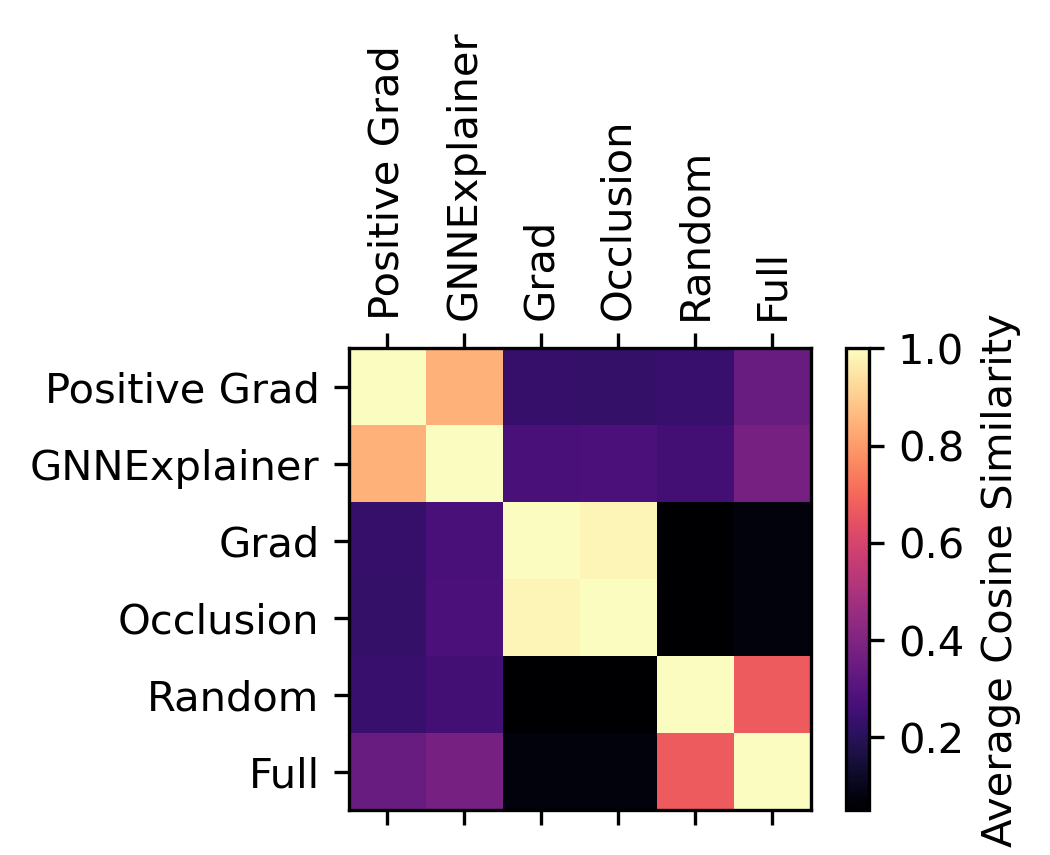 Positive Grad
GNNExplainer
Grad
Occlusion
Random
Full
Positive Grad
GNNExplainer
Grad
Occlusion
Random
Full
1.0
0.8
0.6
0.4
0.2
Average Cosine Similarity